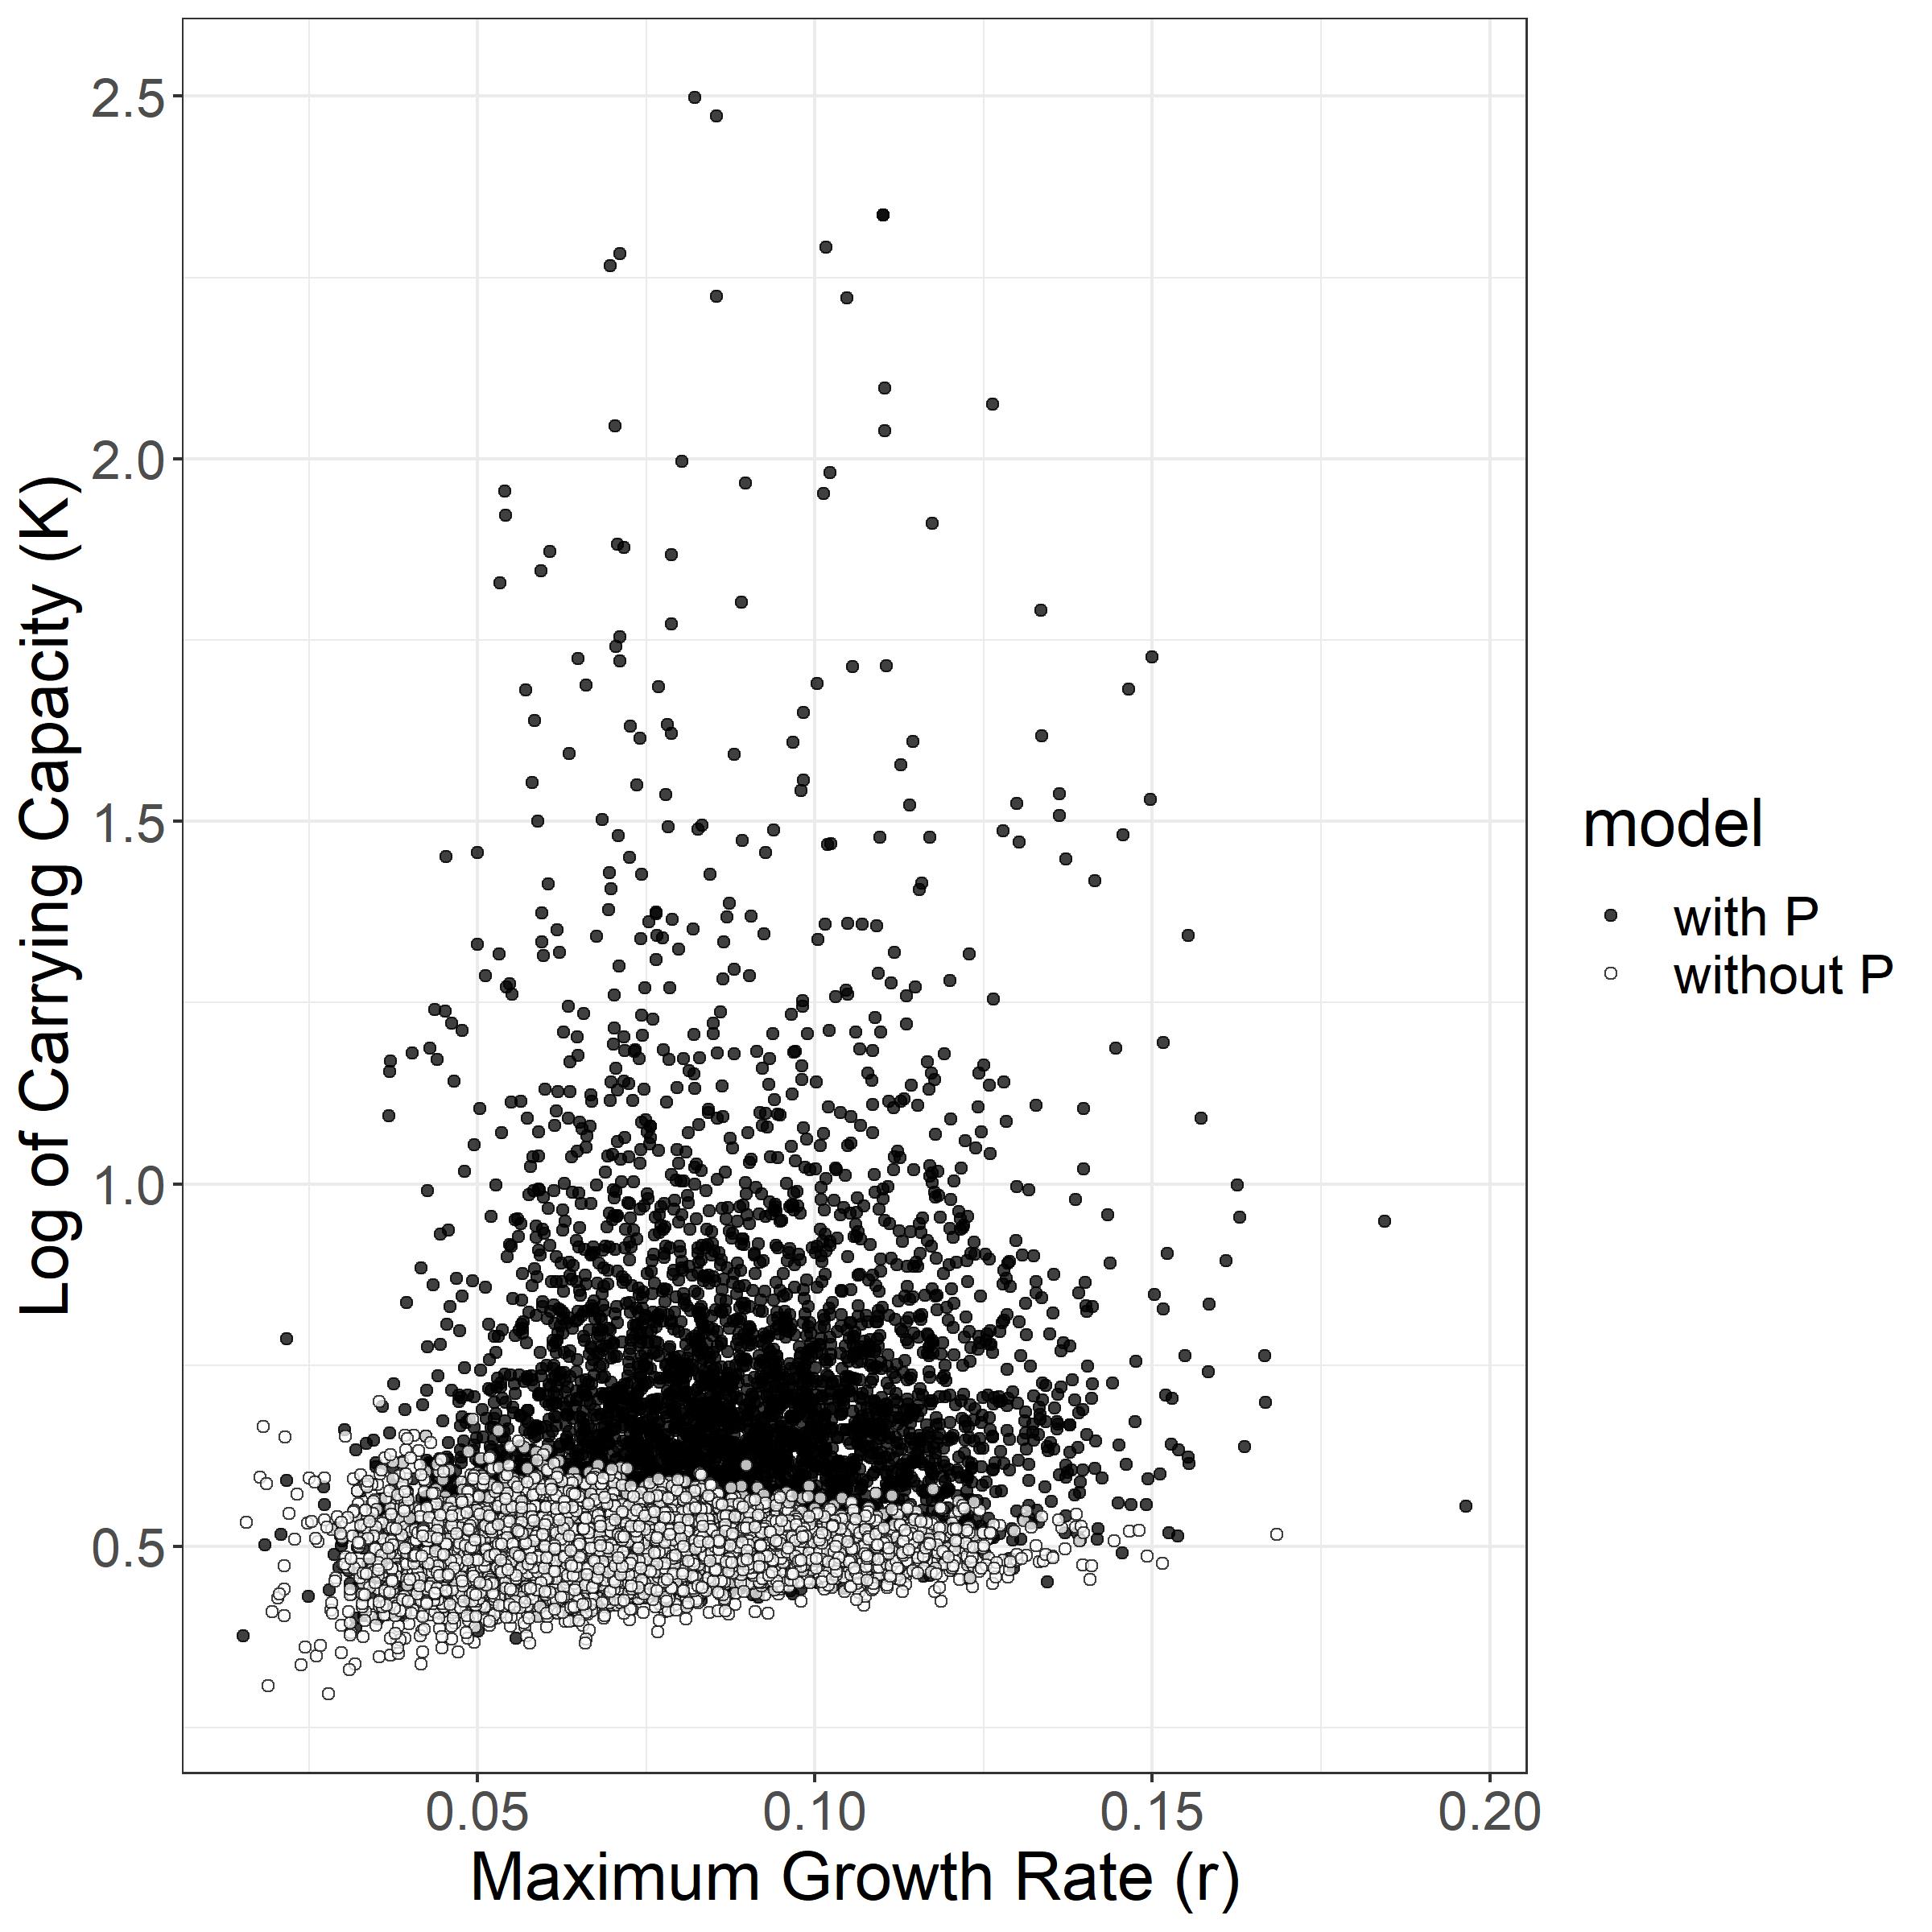 2.5
2.0
1.5
1.0
0.5
Log of Carrying Capacity (K)
0.05 0.10 0.15 0.20
Maximum Growth Rate (r)
model
with P
without P